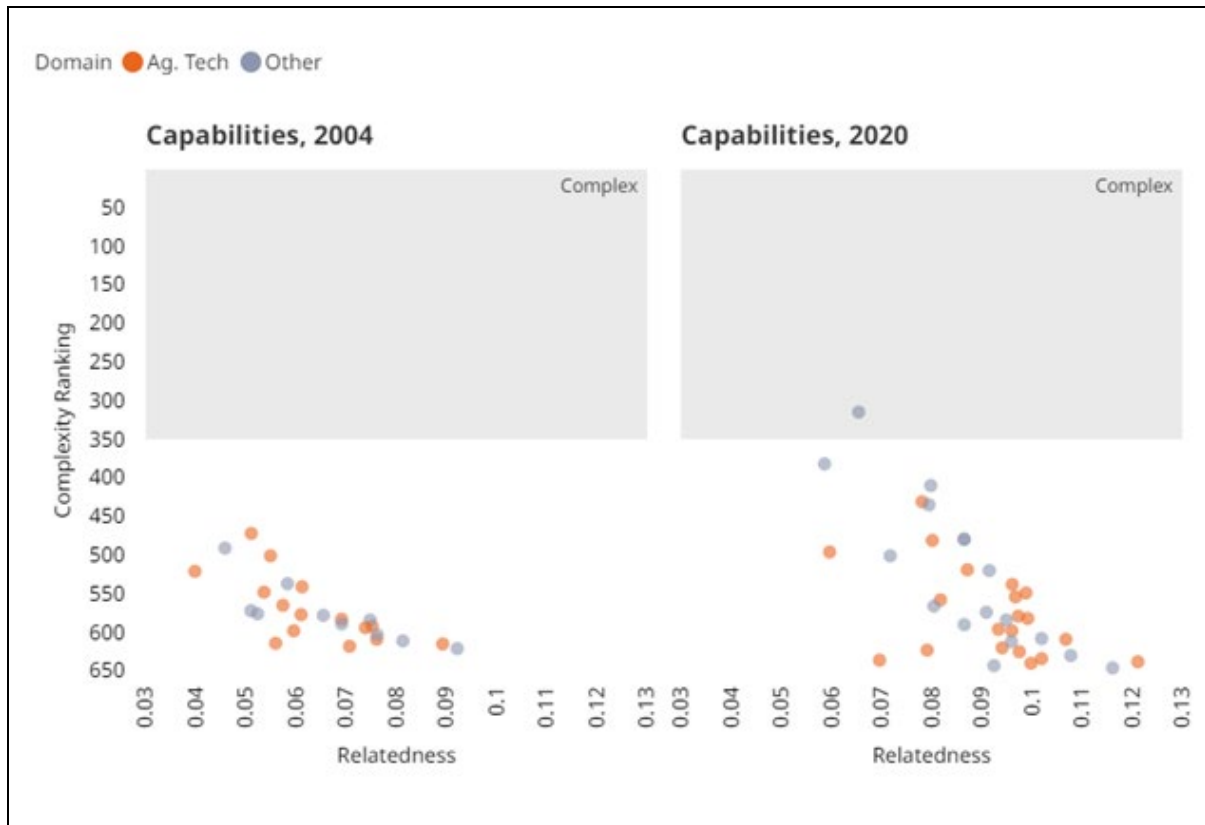 Domain Ag. Tech Other
Capabilities, 2004
Capabilities, 2020
Complex
Complex
Complexity Ranking
50
100
150
200
250
300
350
400
450
500
550
600
650
0.03 0.04 0.05 0.06 0.07 0.08 0.09 0.1 0.11 0.12 0.13
0.03 0.04 0.05 0.06 0.07 0.08 0.09 0.1 0.11 0.12 0.13
Relatedness
Relatedness